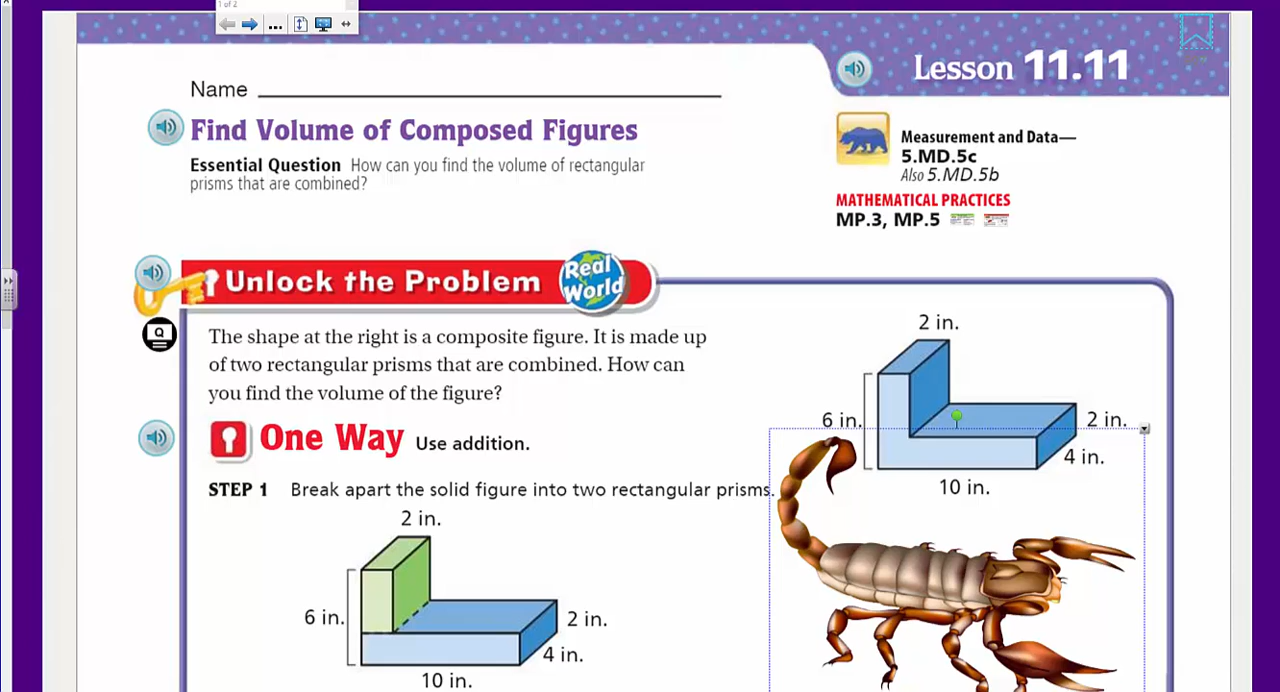 1 of 2
Lesson 11.11
Name
Find Volume of Composed Figures
Essential Question How can you find the volume of rectangular
prisms that are combined?
Measurement and Data—
5.MD.5c
Also 5.MD.5b
MATHEMATICAL PRACTICES
MP.3, MP.5
Unlock the Problem
Real
World
Q
The shape at the right is a composite figure. It is made up
of two rectangular prisms that are combined. How can
you find the volume of the figure?
2 in.
6 in.
2 in.
4 in.
10 in.
One Way Use addition.
STEP 1 Break apart the solid figure into two rectangular prisms.
2 in.
6 in.
2 in.
4 in.
10 in.